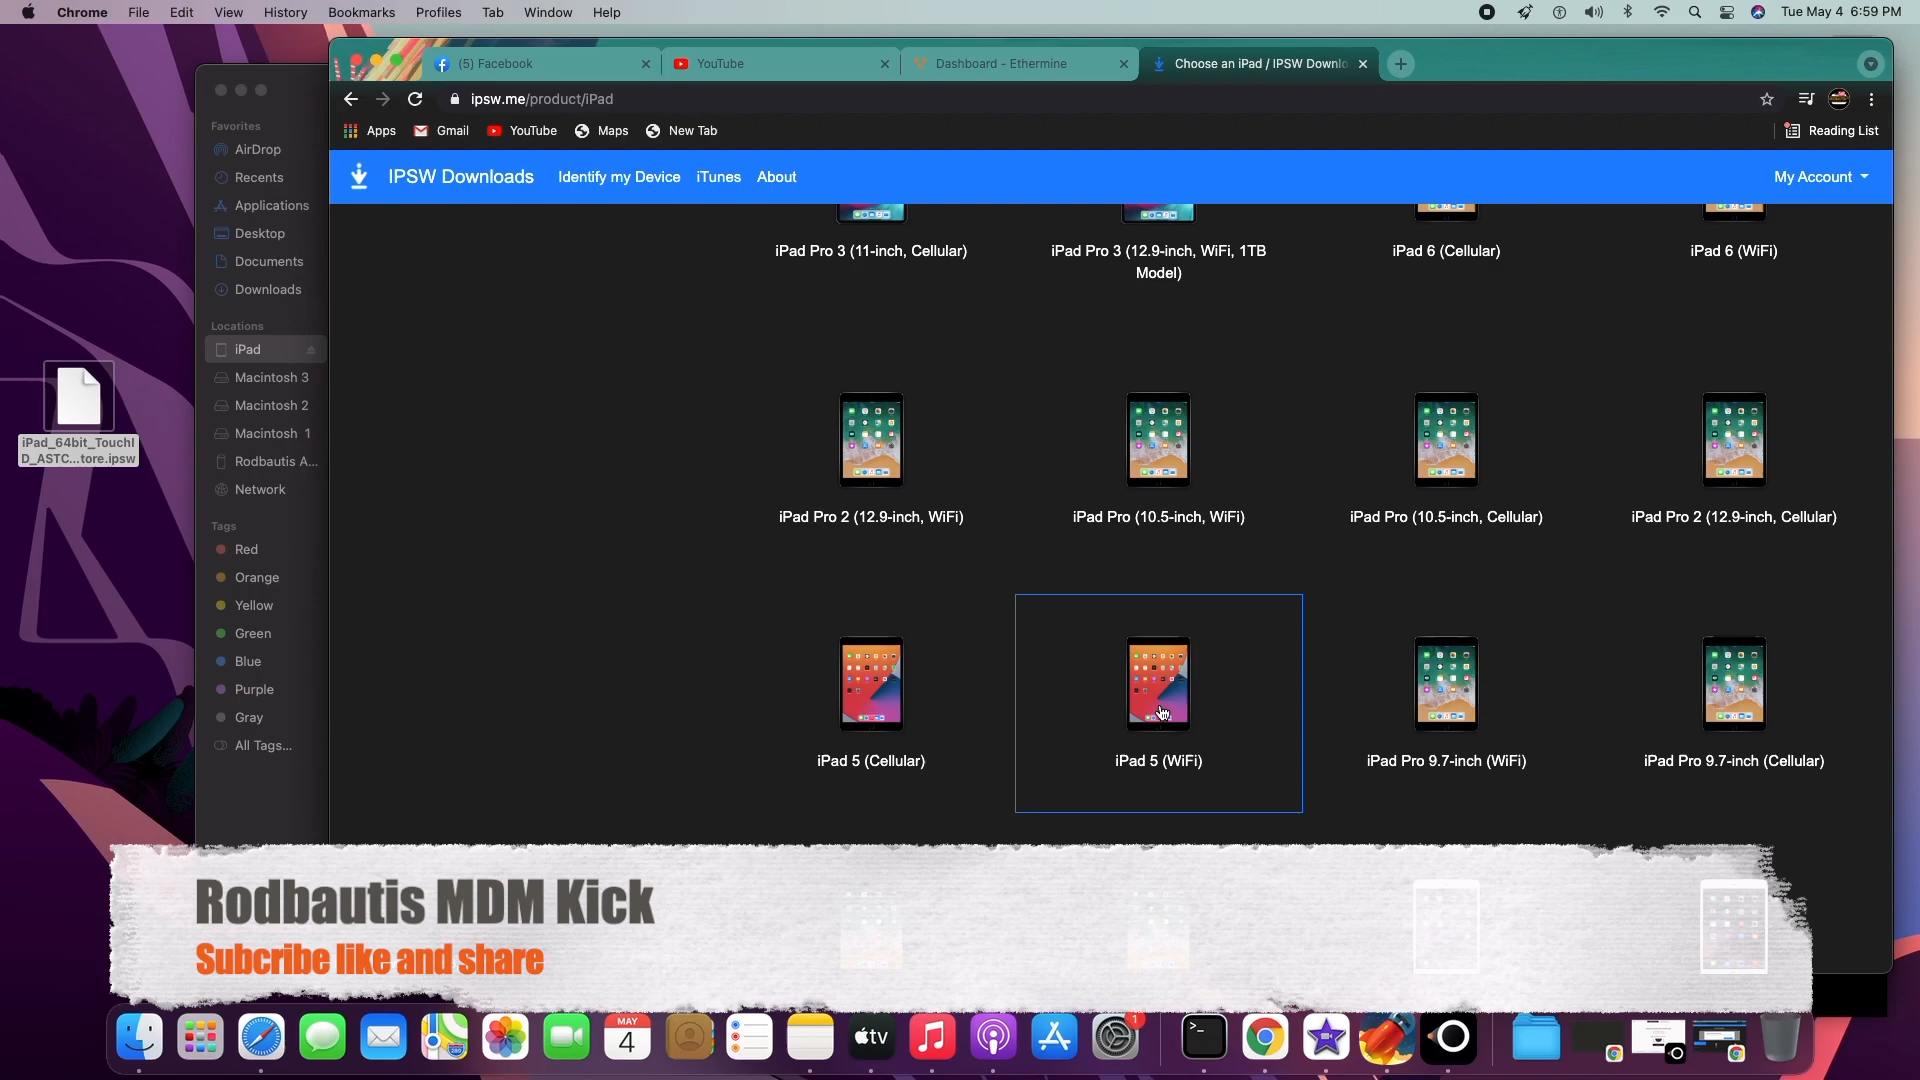 Chrome File Edit View History Bookmarks Profiles Tab Window Help Tue May 4 6:59 PM
(5) Facebook YouTube Dashboard - Ethermine Choose an iPad / IPSW Downlo
ipsw.me/product/iPad
Apps Gmail YouTube Maps New Tab Reading List
IPSW Downloads Identify my Device iTunes About My Account
Favorites
AirDrop
Recents
Applications
Desktop
Documents
Downloads
Locations
iPad
Macintosh 3
Macintosh 2
Macintosh 1
Rodbautis A...
Network
Tags
Red
Orange
Yellow
Green
Blue
Purple
Gray
All Tags...
iPad_64bit_TouchI
D_ASTC...tore.ipsw
iPad Pro 3 (11-inch, Cellular) iPad Pro 3 (12.9-inch, WiFi, 1TB iPad 6 (Cellular) iPad 6 (WiFi)
Model)
iPad Pro 2 (12.9-inch, WiFi) iPad Pro (10.5-inch, WiFi) iPad Pro (10.5-inch, Cellular) iPad Pro 2 (12.9-inch, Cellular)
iPad 5 (Cellular) iPad 5 (WiFi) iPad Pro 9.7-inch (WiFi) iPad Pro 9.7-inch (Cellular)
Rodbautis MDM Kick
Subcribe like and share
MAY
4
tv
1
280